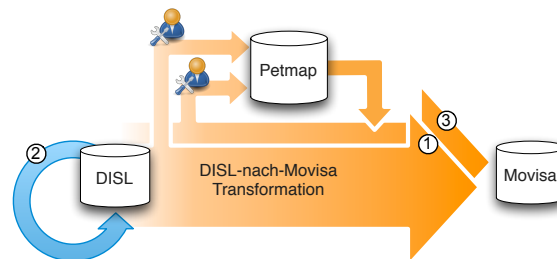 Petmap
②
DISL
DISL-nach-Movisa
Transformation
①
③
Movisa